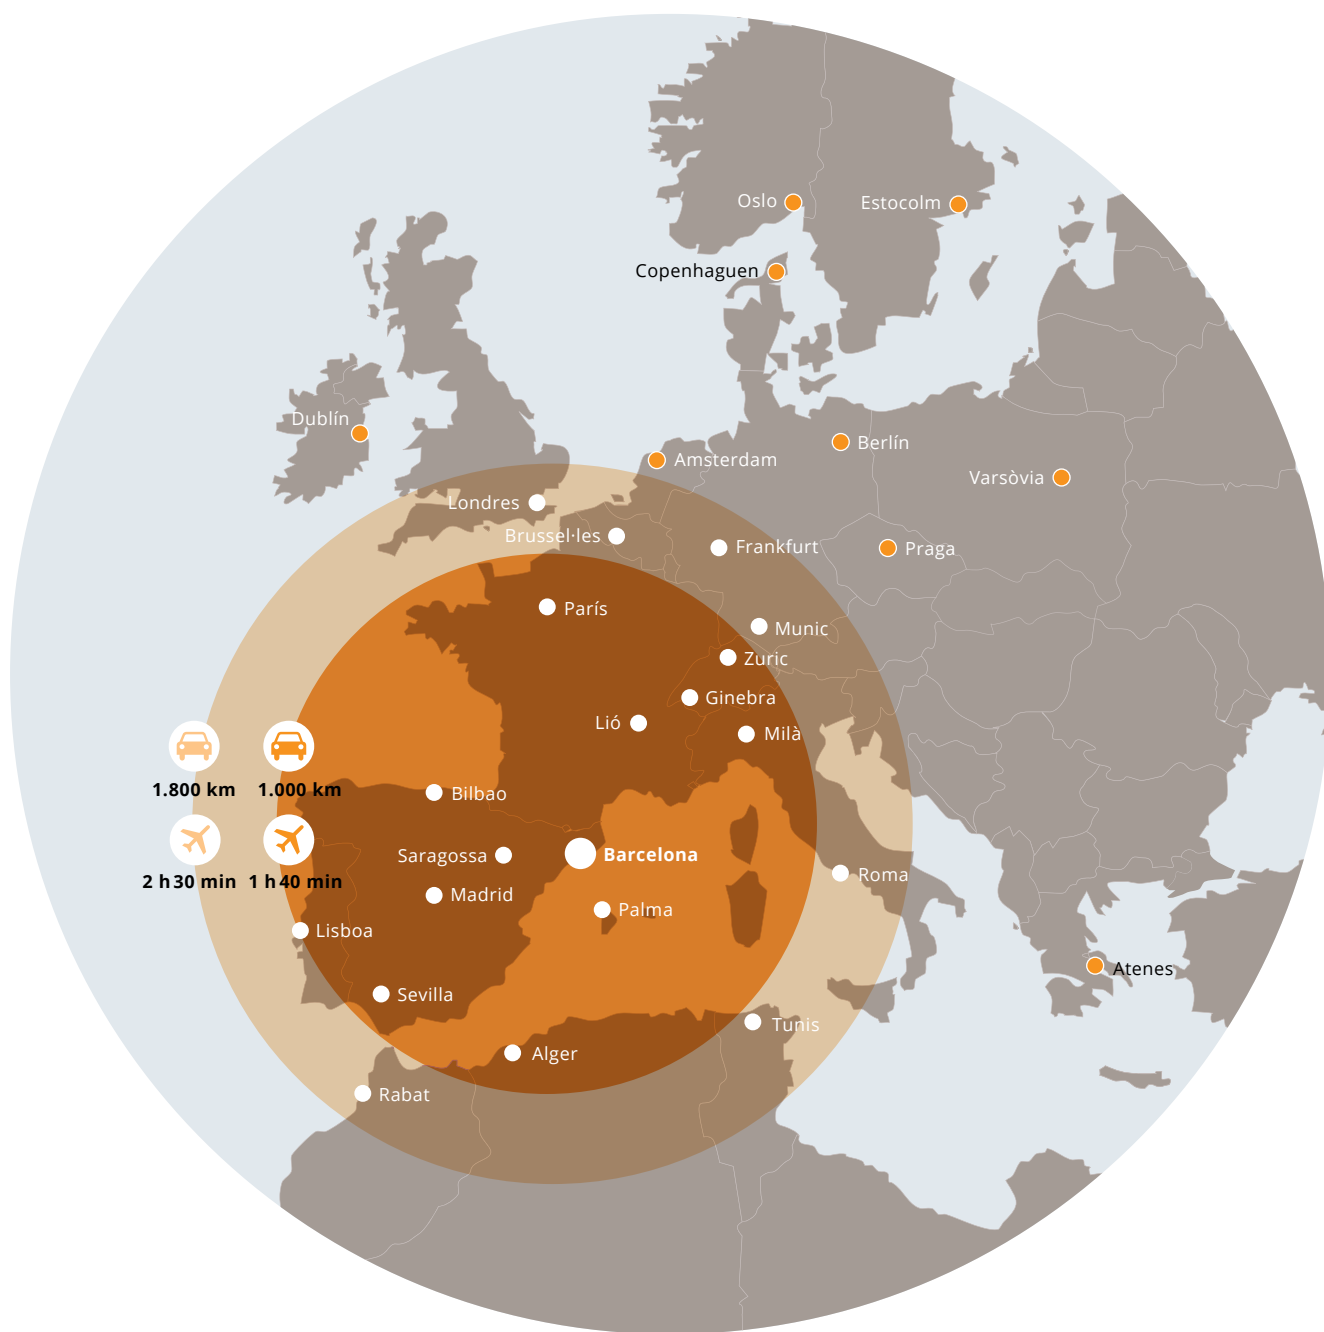 Oslo
Estocolm
Copenhaguen
Dublín
Berlín
Amsterdam
Varsòvia
Londres
Brussel·les
Frankfurt
Praga
París
Munic
Zuric
Ginebra
Lió
Milà
1.800 km
1.000 km
Bilbao
Saragossa
Barcelona
Roma
2 h 30 min
1 h 40 min
Madrid
Palma
Lisboa
Atenes
Sevilla
Tunis
Alger
Rabat